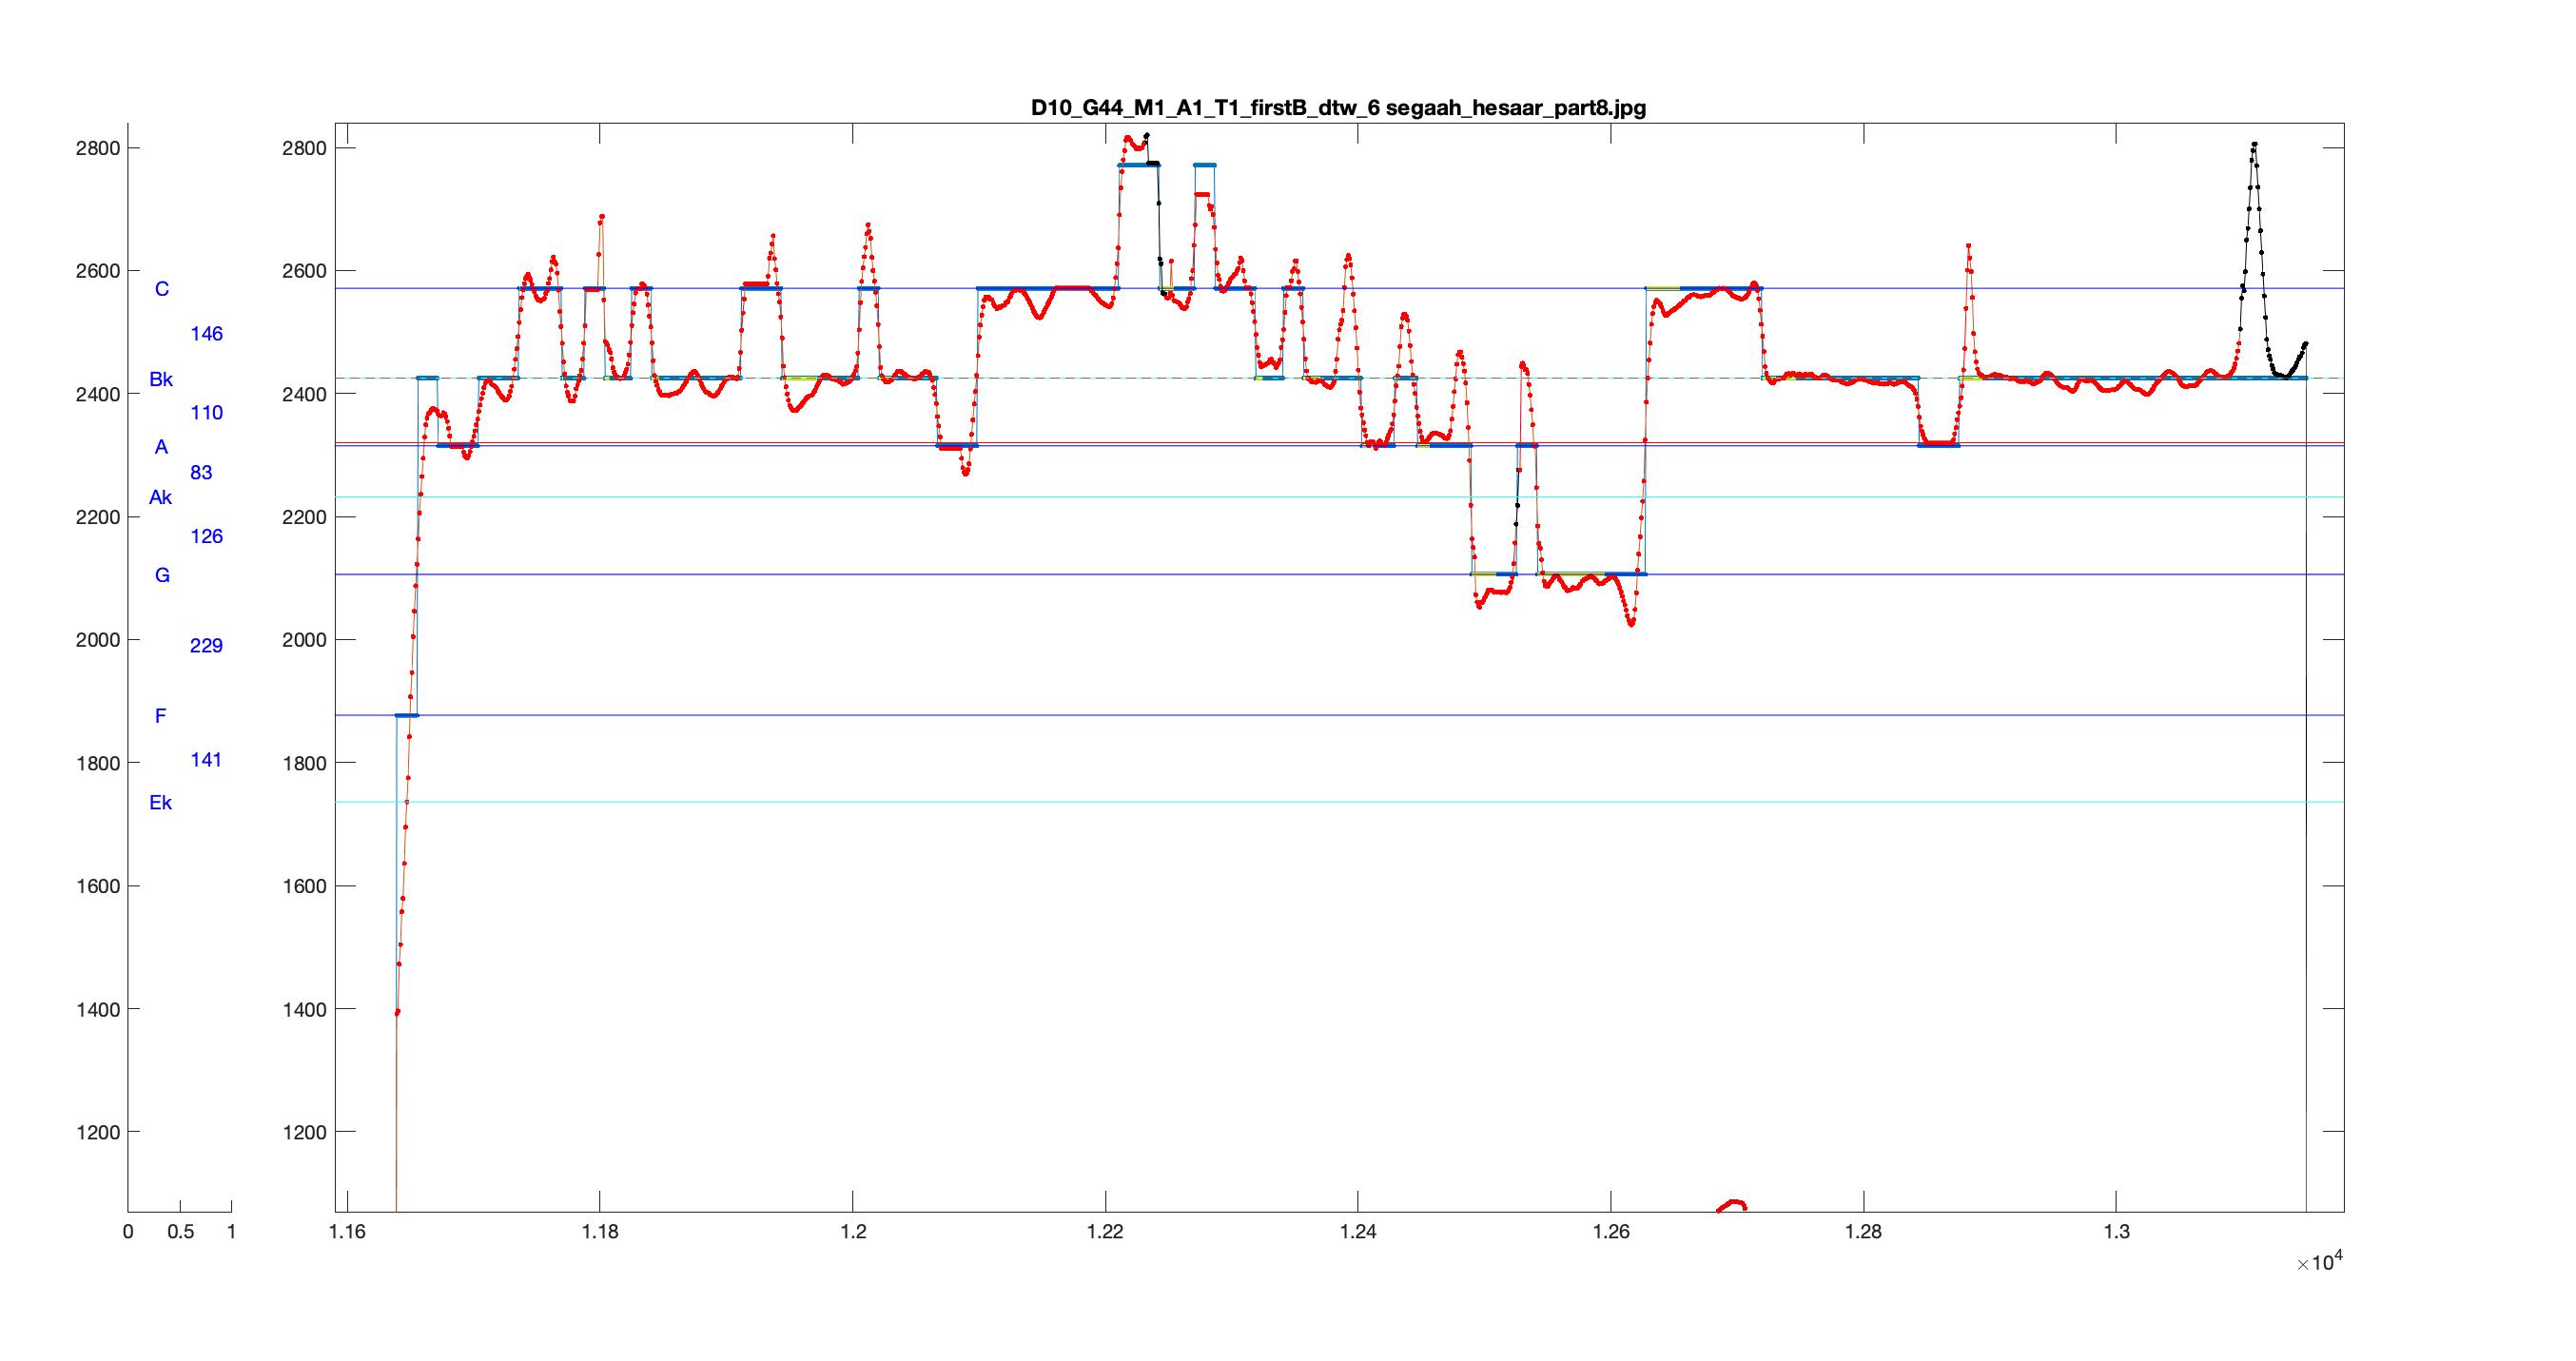 D10_G44_M1_A1_T1_firstB_dtw_6 segaah_hesaar_part8.jpg
2800 2800
2600 2600
C
146
Bk
2400 2400
110
A
83
Ak
2200 2200
126
G
2000 2000
229
F
1800 1800
141
Ek
1600 1600
1400 1400
1200 1200
0 0.5 1 1.16 1.18 1.2 1.22 1.24 1.26 1.28 1.3
×10^4